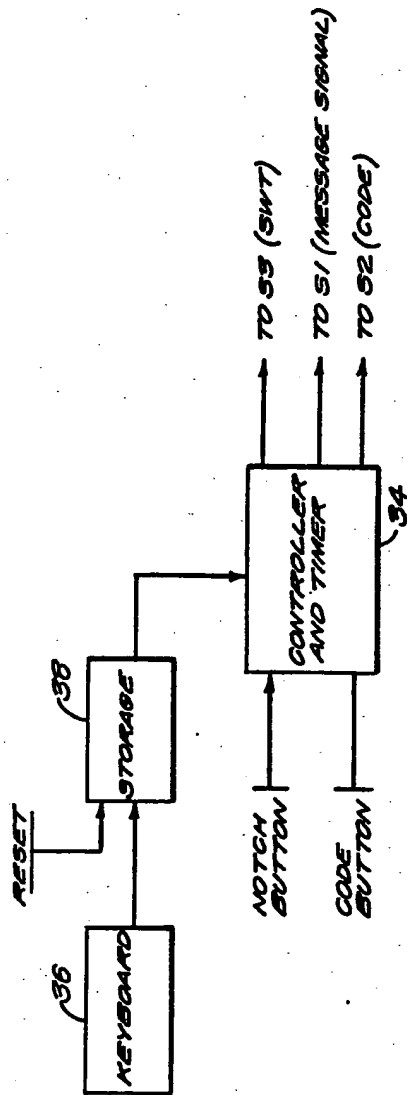 RESET
36
KEYBOARD
38
STORAGE
NOTCH
BUTTON
CODE
BUTTON
CONTROLLER
AND TIMER
34
TO S3 (SWT)
TO S1 (MESSAGE SIGNAL)
TO S2 (CODE)